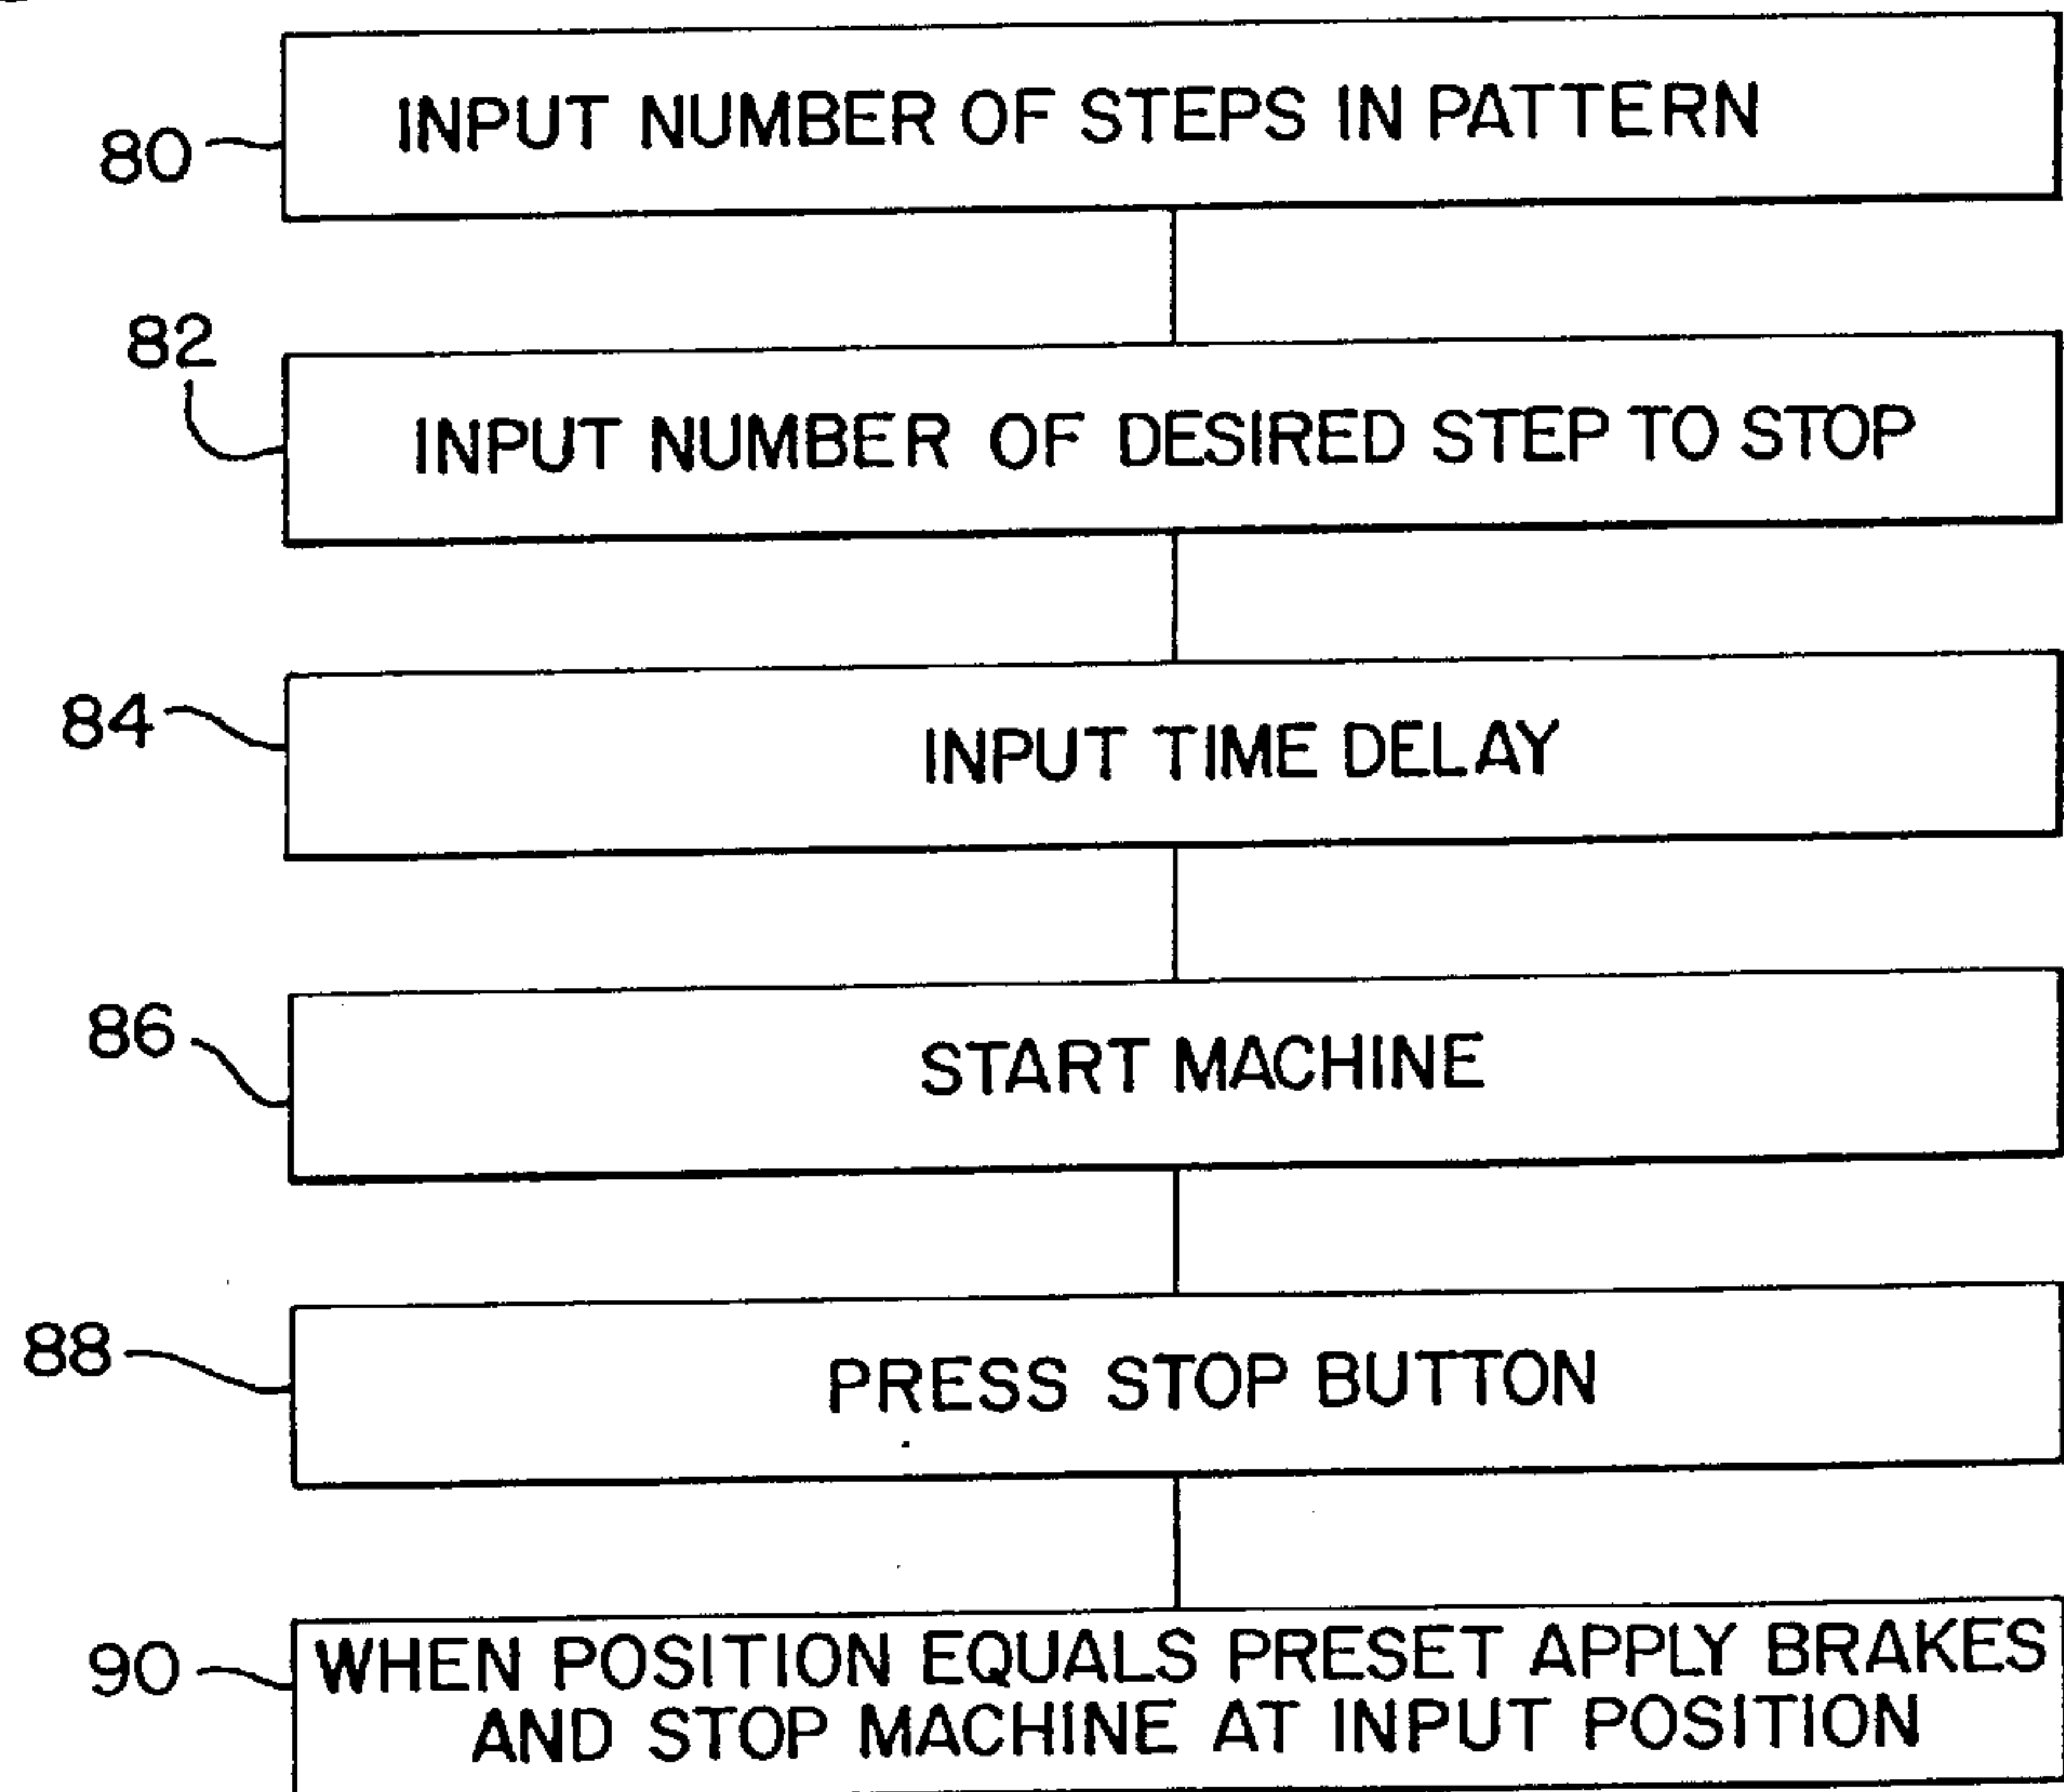 80 INPUT NUMBER OF STEPS IN PATTERN
82
INPUT NUMBER OF DESIRED STEP TO STOP
84 INPUT TIME DELAY
86 START MACHINE
88 PRESS STOP BUTTON
90 WHEN POSITION EQUALS PRESET APPLY BRAKES
AND STOP MACHINE AT INPUT POSITION